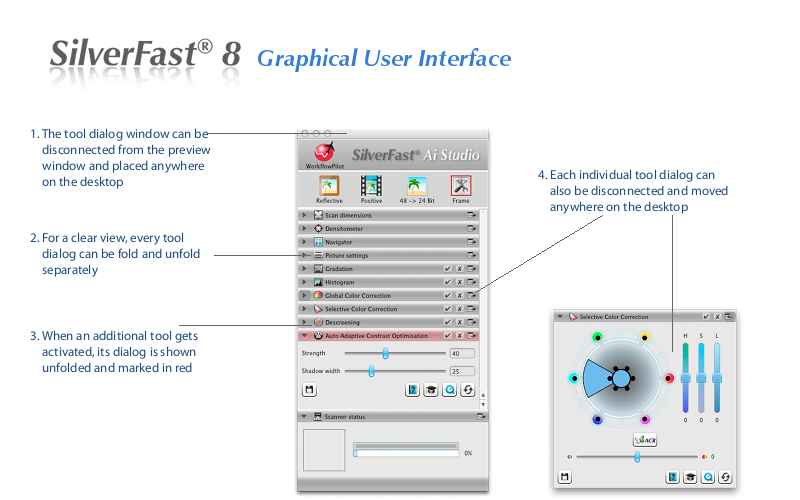 SilverFast® 8 Graphical User Interface
1. The tool dialog window can be
disconnected from the preview
window and placed anywhere
on the desktop
2. For a clear view, every tool
dialog can be fold and unfold
separately
3. When an additional tool gets
activated, its dialog is shown
unfolded and marked in red
WorkflowPilot
SilverFast® Ai Studio
Reflective Positive 48 -> 24 Bit Frame
Scan dimensions
Densitometer
Navigator
Picture settings
Gradation
Histogram
Global Color Correction
Selective Color Correction
Descreening
Auto Adaptive Contrast Optimisation
Strength 40
Shadow width 25
Scanner status
0%
4. Each individual tool dialog can
also be disconnected and moved
anywhere on the desktop
Selective Color Correction
H S L
0 0 0
ACR
0